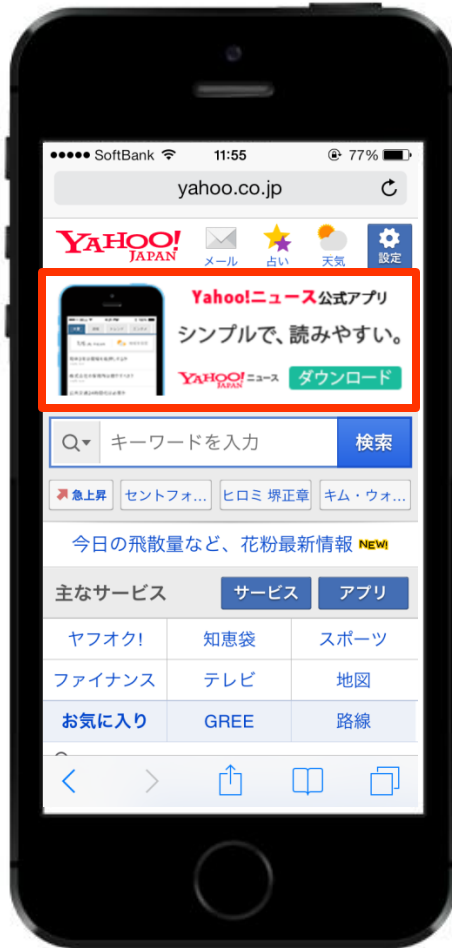 SoftBank 11:55 77%
yahoo.co.jp
YAHOO!
JAPAN
メール 占い 天気 設定
Yahoo!ニュース公式アプリ
シンプルで、読みやすい。
YAHOO! ニュース ダウンロード
JAPAN
キーワードを入力 検索
急上昇 セントフォ... ヒロミ 堺正章 キム・ウォ...
今日の飛散量など、花粉最新情報 NEW!
主なサービス サービス アプリ
ヤフオク! 知恵袋 スポーツ
ファイナンス テレビ 地図
お気に入り GREE 路線